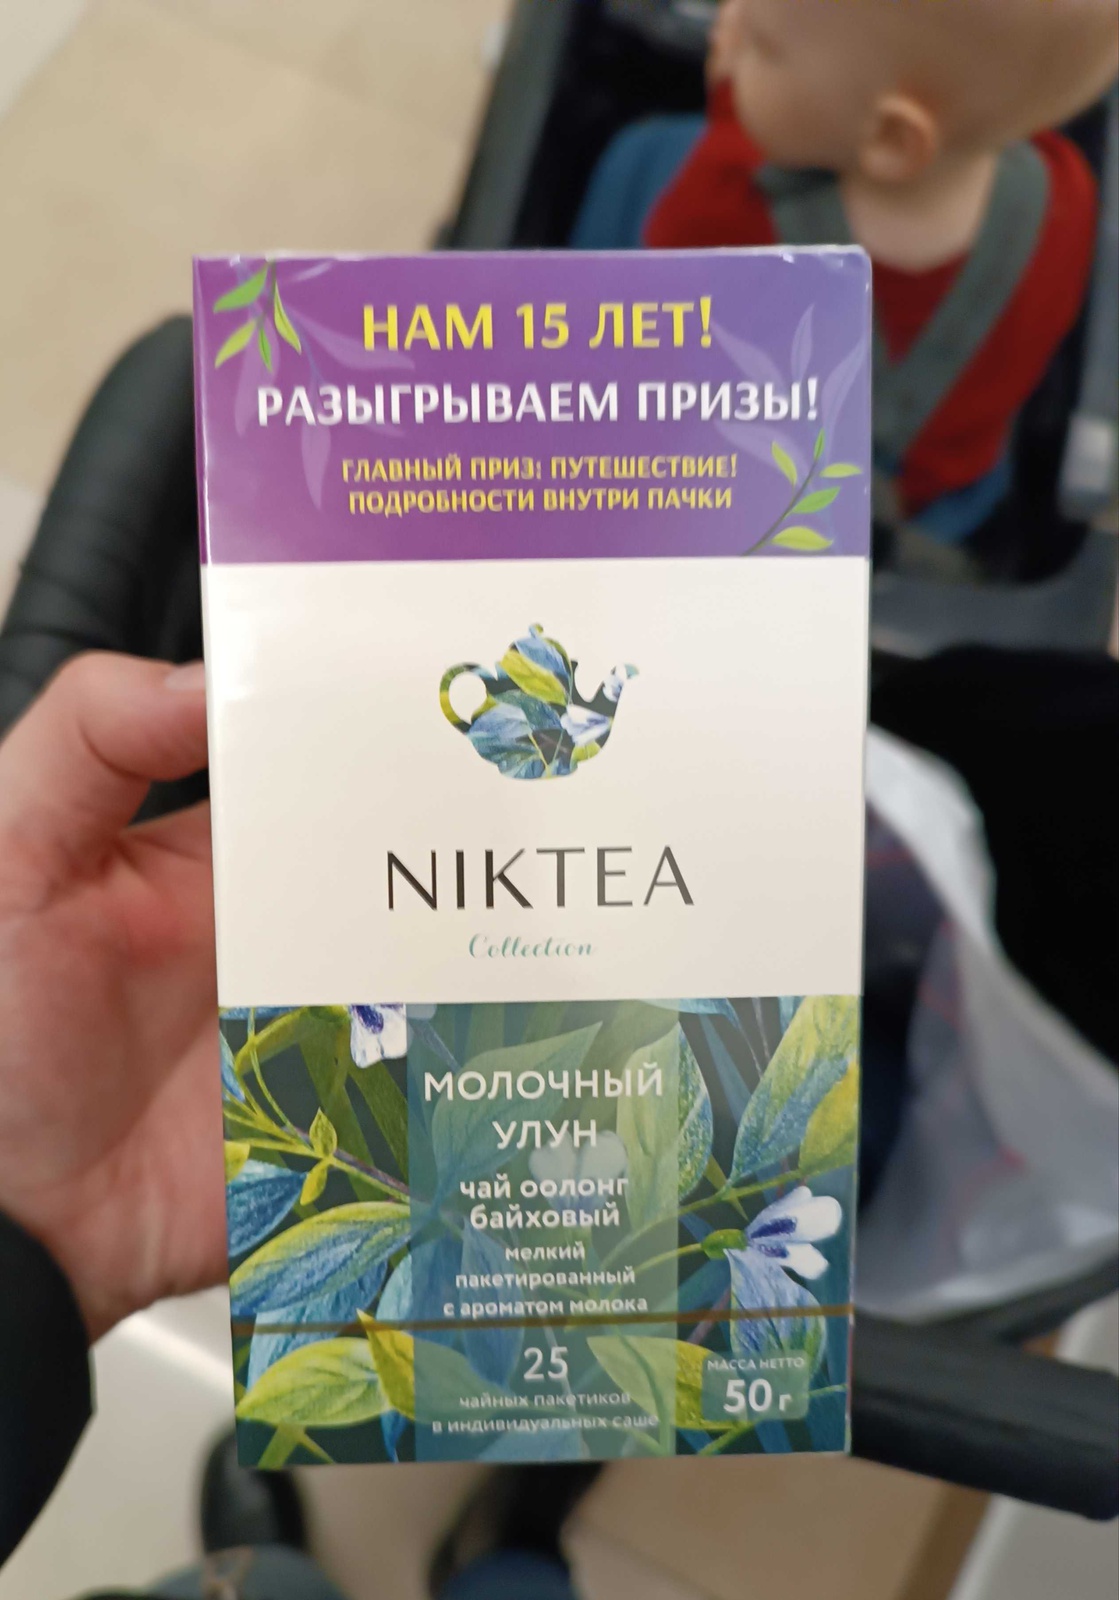 НАМ 15 ЛЕТ!
РАЗЫГРЫВАЕМ ПРИЗЫ!
ГЛАВНЫЙ ПРИЗ: ПУТЕШЕСТВИЕ!
ПОДРОБНОСТИ ВНУТРИ ПАЧКИ
NIKTEA
Collection
МОЛОЧНЫЙ
УЛУН
чай оолонг
байховый
мелкий
пакетированный
с ароматом молока
25
чайных пакетиков
в индивидуальных саше
МАССА НЕТТО
50 г